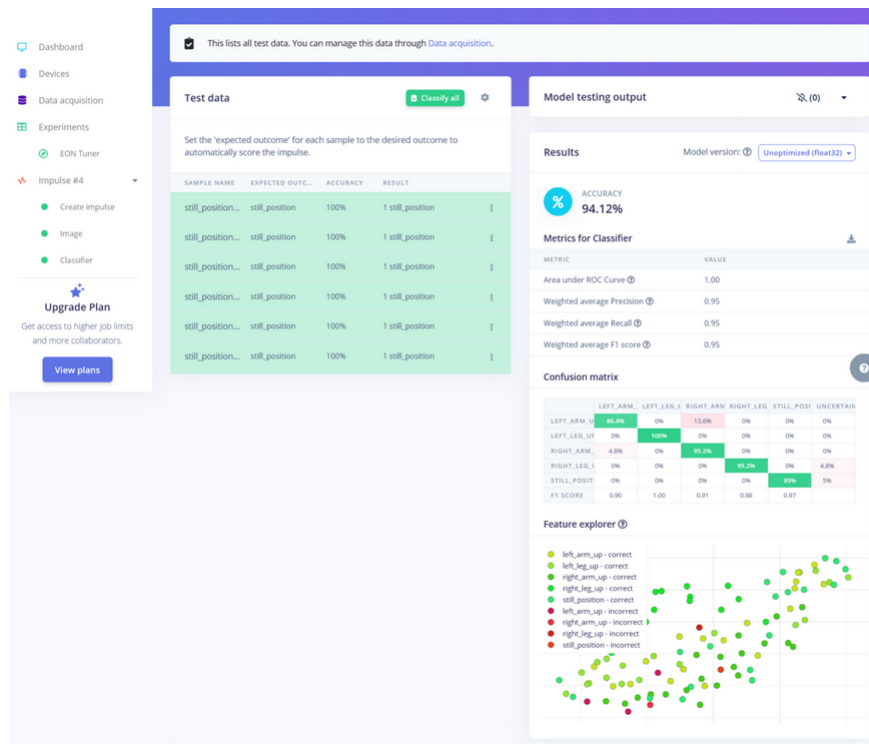 Dashboard
Devices
Data acquisition
Experiments
EON Tuner
Impulse #4
Create impulse
Image
Classifier
Upgrade Plan
Get access to higher job limits
and more collaborators.
View plans
This lists all test data. You can manage this data through Data acquisition.
Test data
Classify all
Set the 'expected outcome' for each sample to the desired outcome to
automatically score the impulse.
SAMPLE NAME EXPECTED OUTC... ACCURACY RESULT
still_position... still_position 100% 1 still_position
still_position... still_position 100% 1 still_position
still_position... still_position 100% 1 still_position
still_position... still_position 100% 1 still_position
still_position... still_position 100% 1 still_position
still_position... still_position 100% 1 still_position
Model testing output (0)
Results Model version: Unoptimized (float32)
%
ACCURACY
94.12%
Metrics for Classifier
METRIC VALUE
Area under ROC Curve 1.00
Weighted average Precision 0.95
Weighted average Recall 0.95
Weighted average F1 score 0.95
Confusion matrix
LEFT_ARM_ LEFT_LEG_U RIGHT_ARM RIGHT_LEG STILL_POSI UNCERTAIN
LEFT_ARM_U 86.4% 0% 13.6% 0% 0% 0%
LEFT_LEG_UP 0% 100% 0% 0% 0% 0%
RIGHT_ARM_ 4.8% 0% 95.2% 0% 0% 0%
RIGHT_LEG_ 0% 0% 0% 95.2% 0% 4.8%
STILL_POSIT 0% 0% 0% 0% 95% 5%
F1 SCORE 0.90 1.00 0.91 0.98 0.97
Feature explorer
left_arm_up - correct
left_leg_up - correct
right_arm_up - correct
right_leg_up - correct
still_position - correct
left_arm_up - incorrect
right_arm_up - incorrect
right_leg_up - incorrect
still_position - incorrect